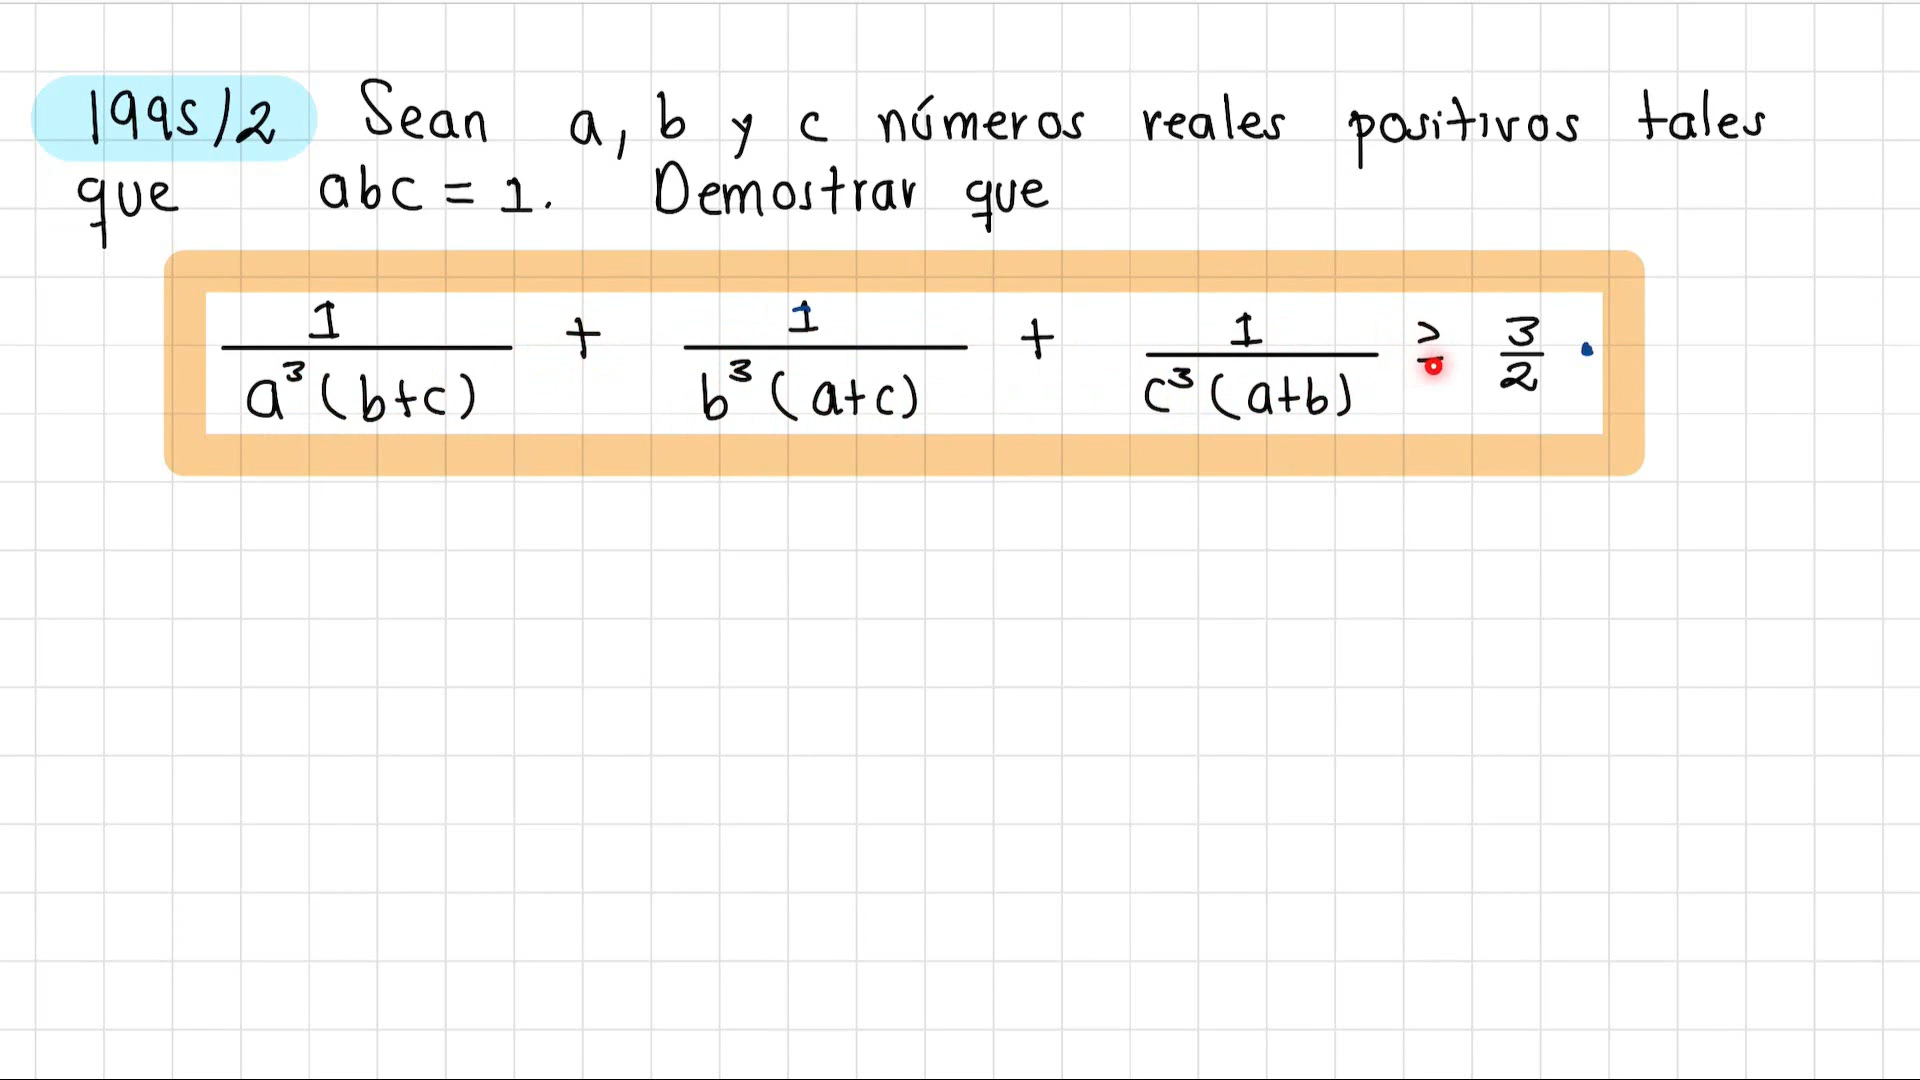 1995/2 Sean a, b y c números reales positivos tales
que abc = 1. Demostrar que
1/(a³(b+c)) + 1/(b³(a+c)) + 1/(c³(a+b)) ≥ 3/2.